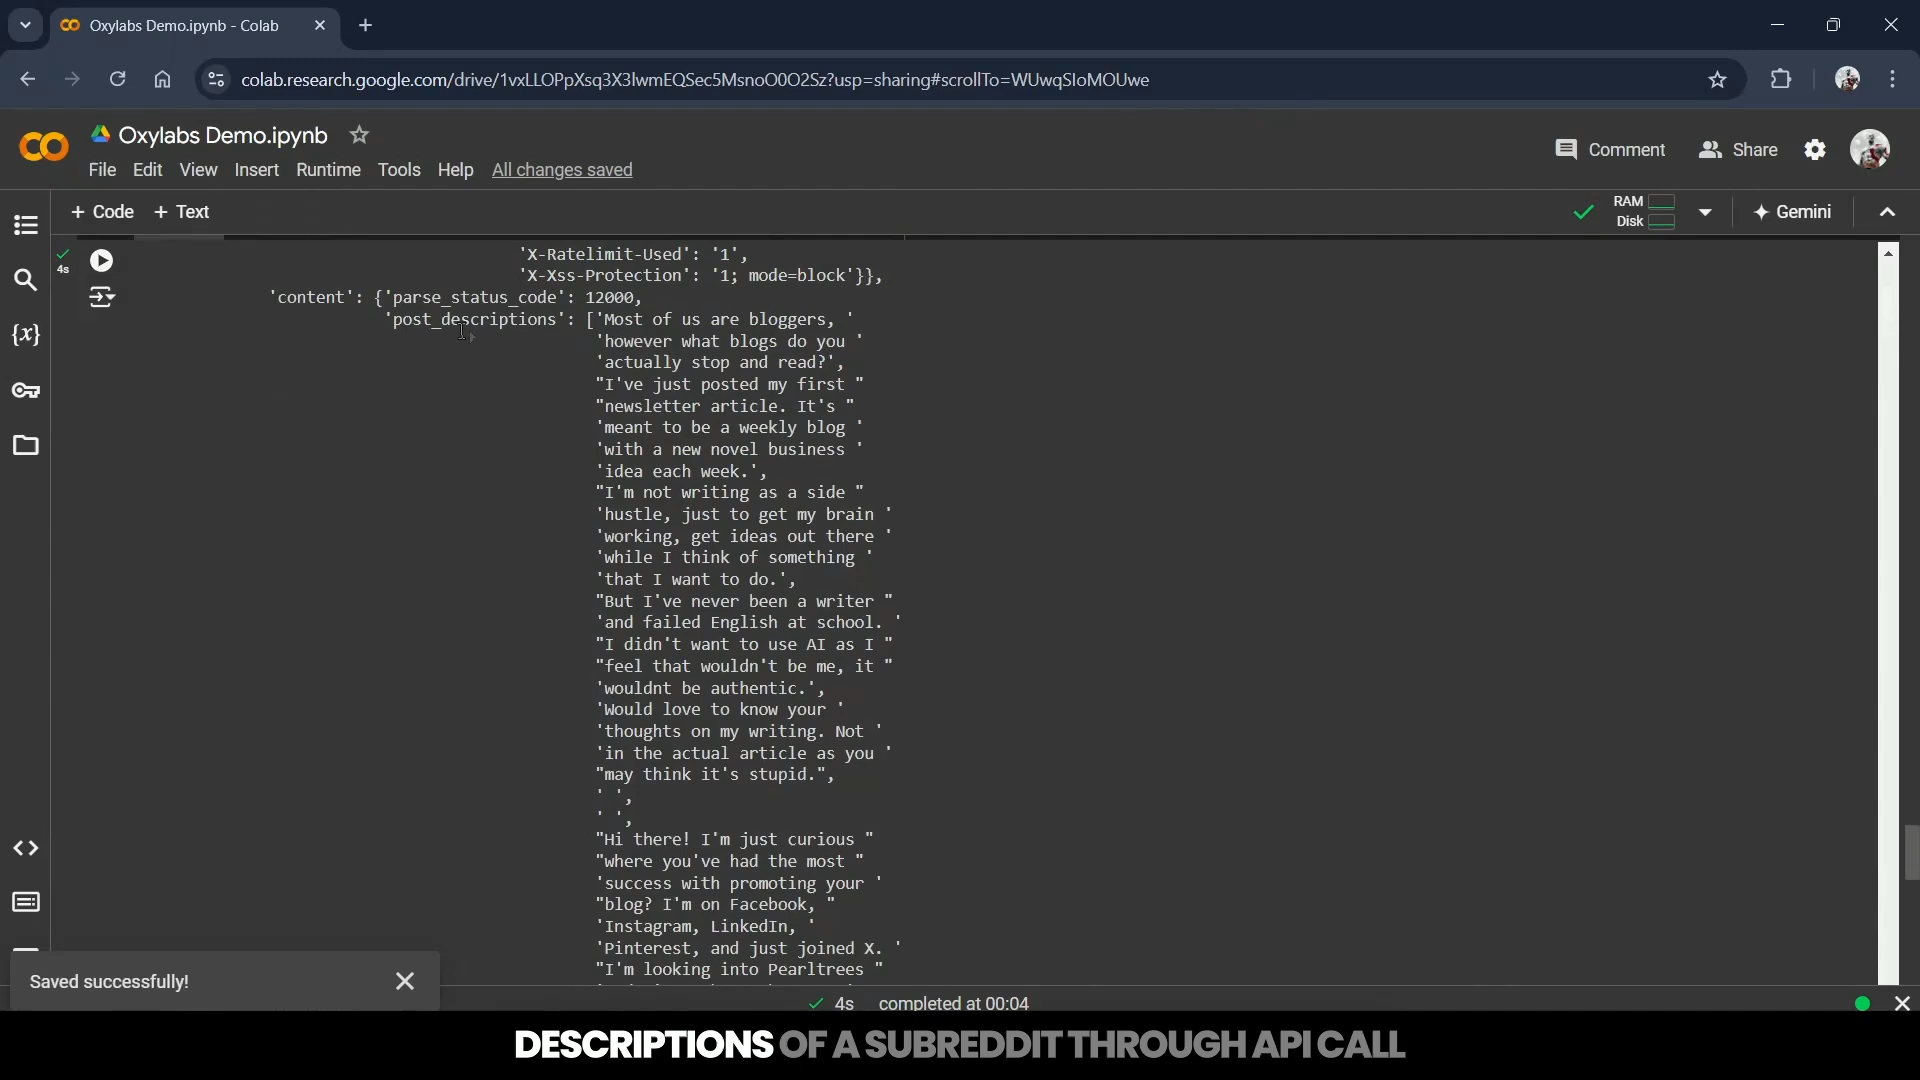 Oxylabs Demo.ipynb - Colab
colab.research.google.com/drive/1vxLLOPpXsq3X3lwmEQSec5MsnoO0O2Sz?usp=sharing#scrollTo=WUwqSIoMOUwe
Oxylabs Demo.ipynb
Comment
Share
File Edit View Insert Runtime Tools Help All changes saved
+ Code + Text
RAM
Disk
Gemini
4s
'X-Ratelimit-Used': '1',
'X-Xss-Protection': '1; mode=block'}},
'content': {'parse_status_code': 12000,
'post_descriptions': ['Most of us are bloggers, '
'however what blogs do you '
'actually stop and read?',
"I've just posted my first "
"newsletter article. It's "
'meant to be a weekly blog '
'with a new novel business '
'idea each week.',
"I'm not writing as a side "
'hustle, just to get my brain '
'working, get ideas out there '
'while I think of something '
'that I want to do.',
"But I've never been a writer "
'and failed English at school. '
"I didn't want to use AI as I "
"feel that wouldn't be me, it "
'wouldnt be authentic.',
'Would love to know your '
'thoughts on my writing. Not '
'in the actual article as you '
"may think it's stupid.",
' ',
' ',
"Hi there! I'm just curious "
"where you've had the most "
'success with promoting your '
"blog? I'm on Facebook, "
'Instagram, LinkedIn, '
'Pinterest, and just joined X. '
"I'm looking into Pearltrees "
Saved successfully!
4s completed at 00:04
DESCRIPTIONS OF A SUBREDDIT THROUGH API CALL